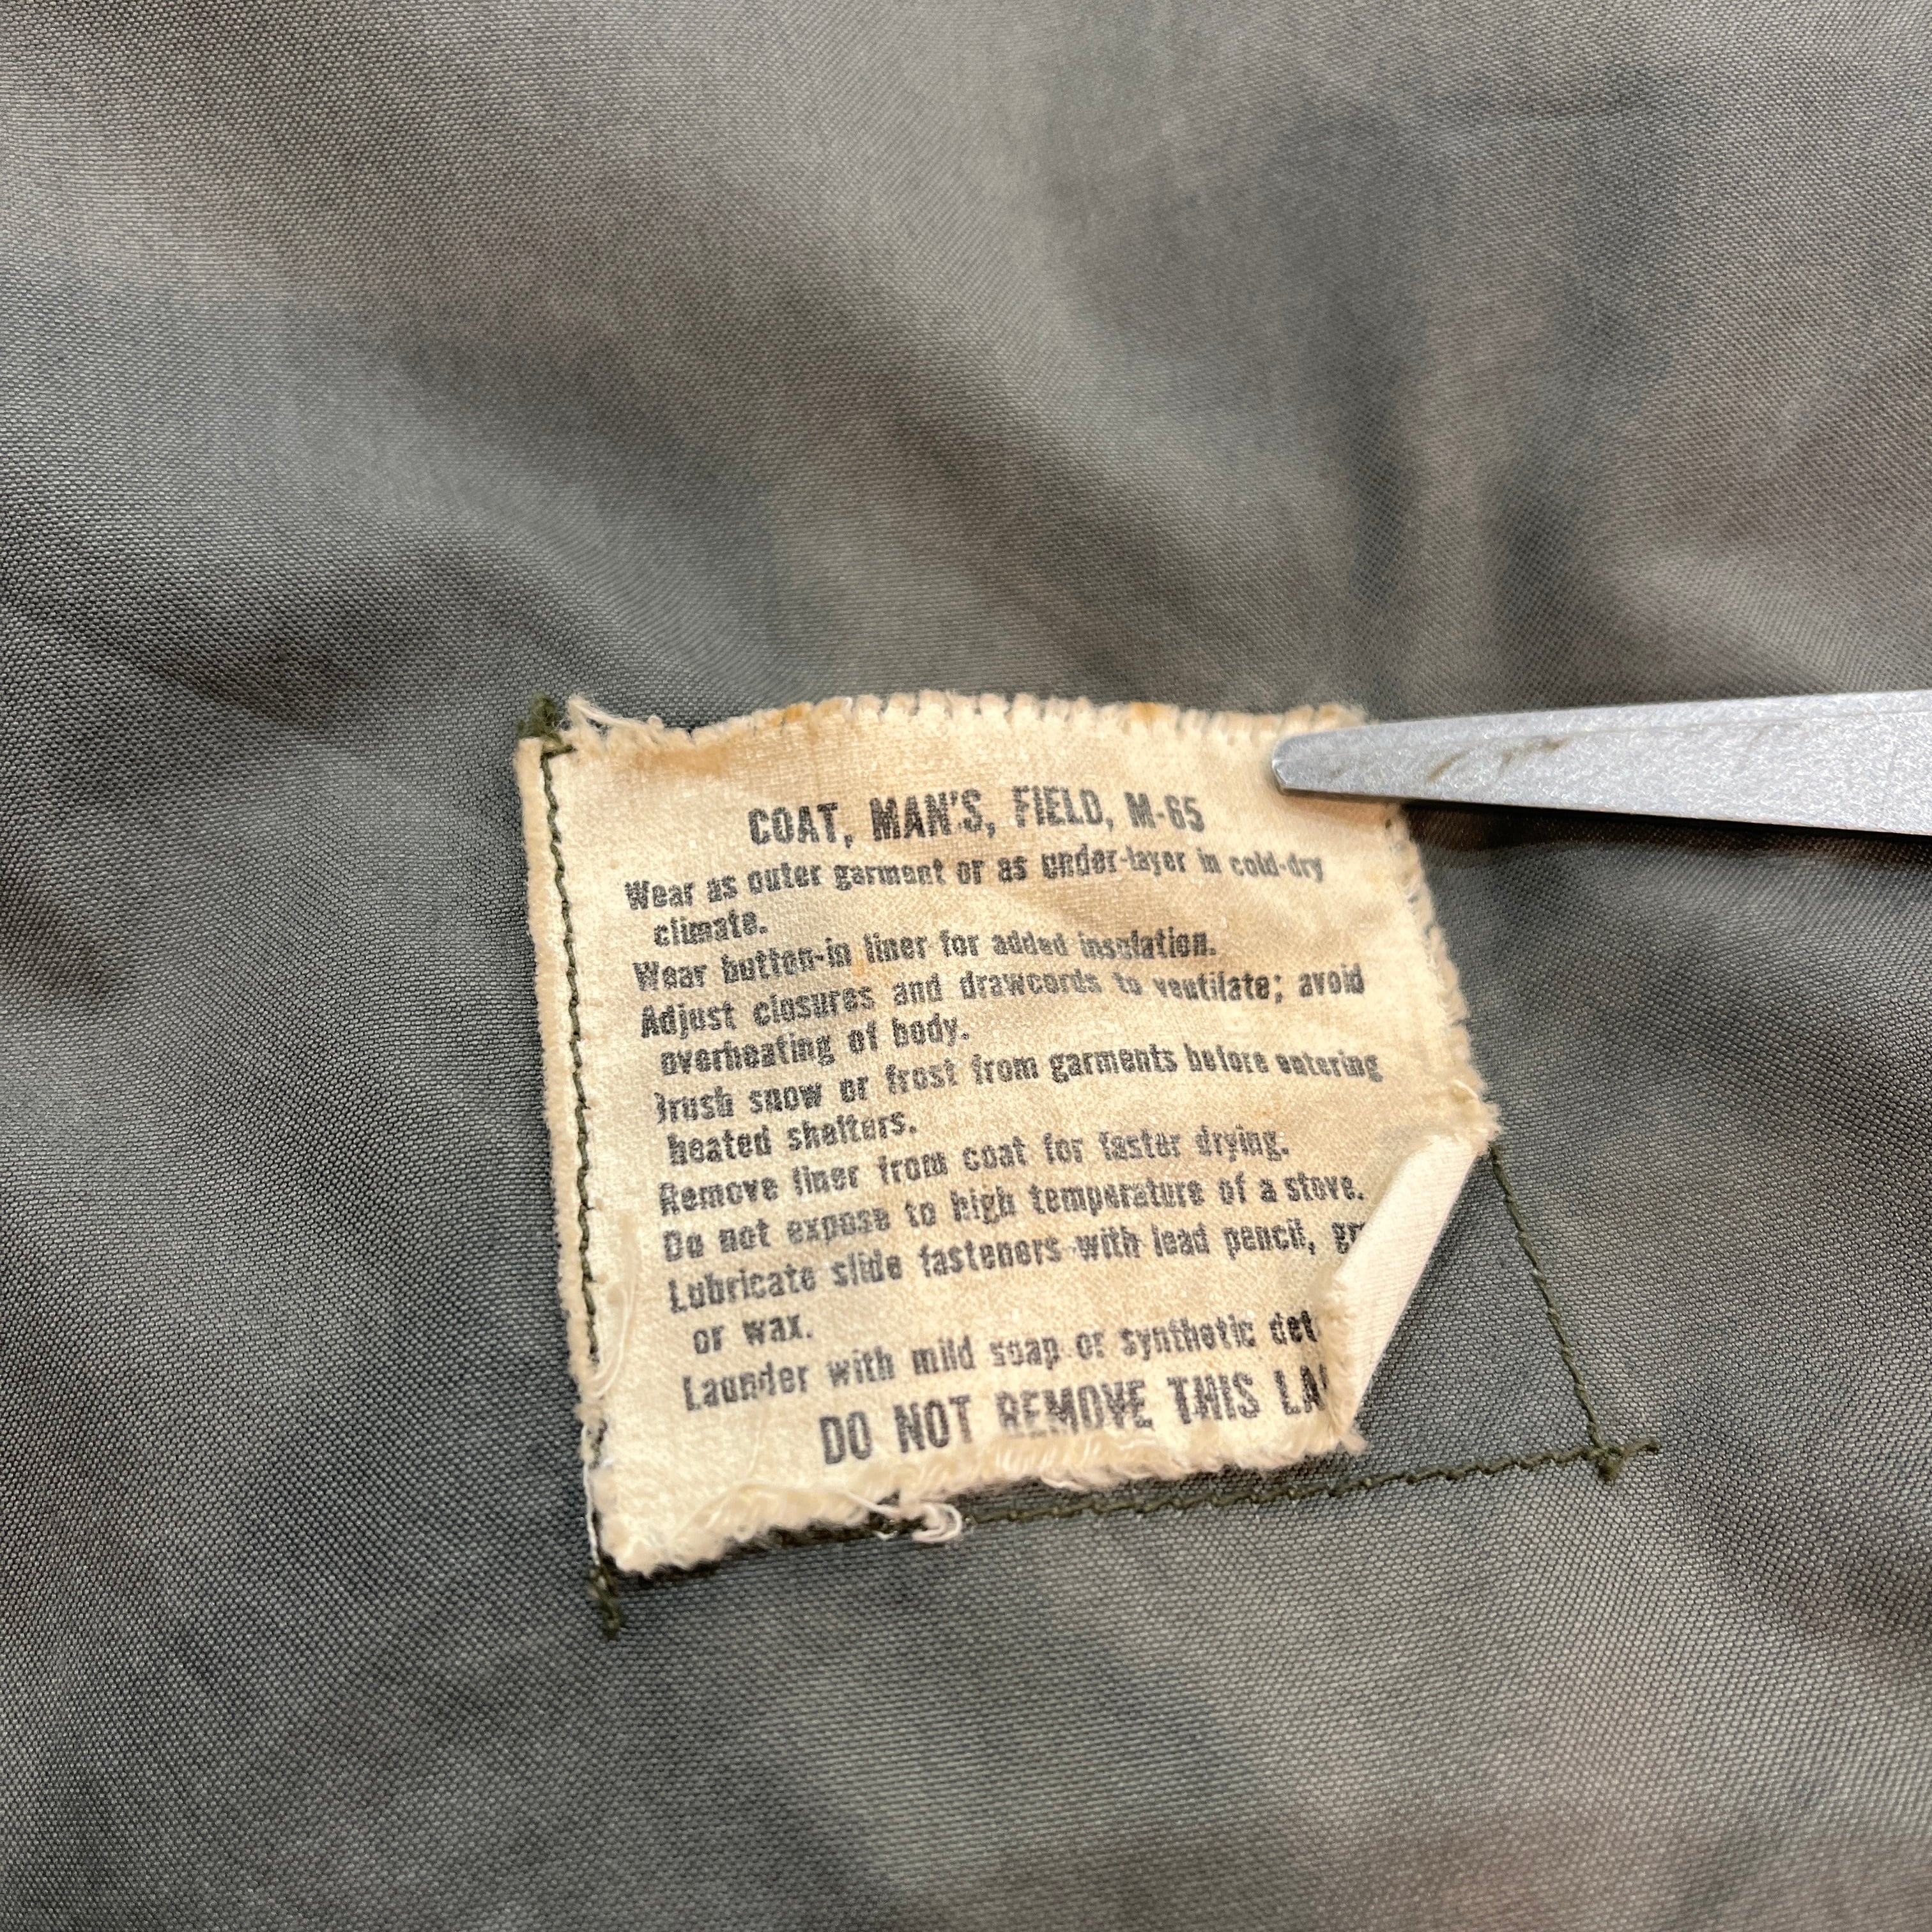 COAT, MAN'S, FIELD, M-65
Wear as outer garment or as under-layer in cold-dry
climate.
Wear button-in liner for added insulation.
Adjust closures and drawcords to ventilate; avoid
overheating of body.
Brush snow or frost from garments before entering
heated shelters.
Remove liner from coat for faster drying.
Do not expose to high temperature of a stove.
Lubricate slide fasteners with lead pencil, gr
or wax.
Launder with mild soap or synthetic det
DO NOT REMOVE THIS LA